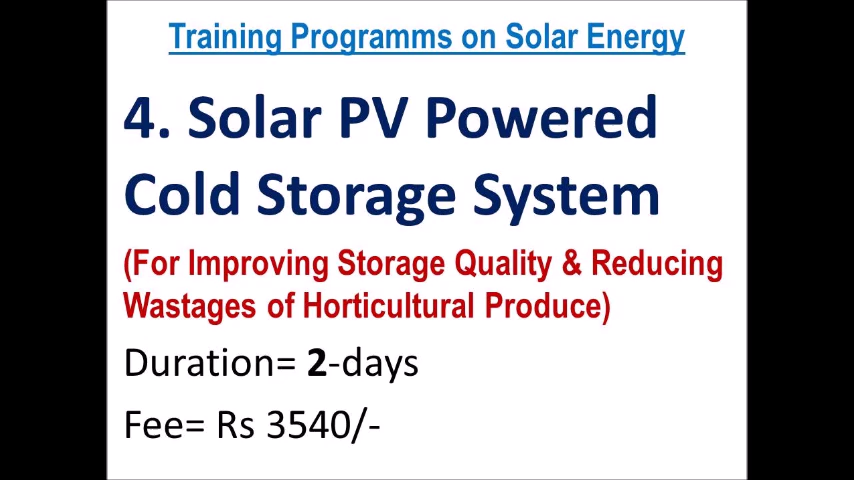 Training Programms on Solar Energy
4. Solar PV Powered
Cold Storage System
(For Improving Storage Quality & Reducing
Wastages of Horticultural Produce)
Duration= 2-days
Fee= Rs 3540/-